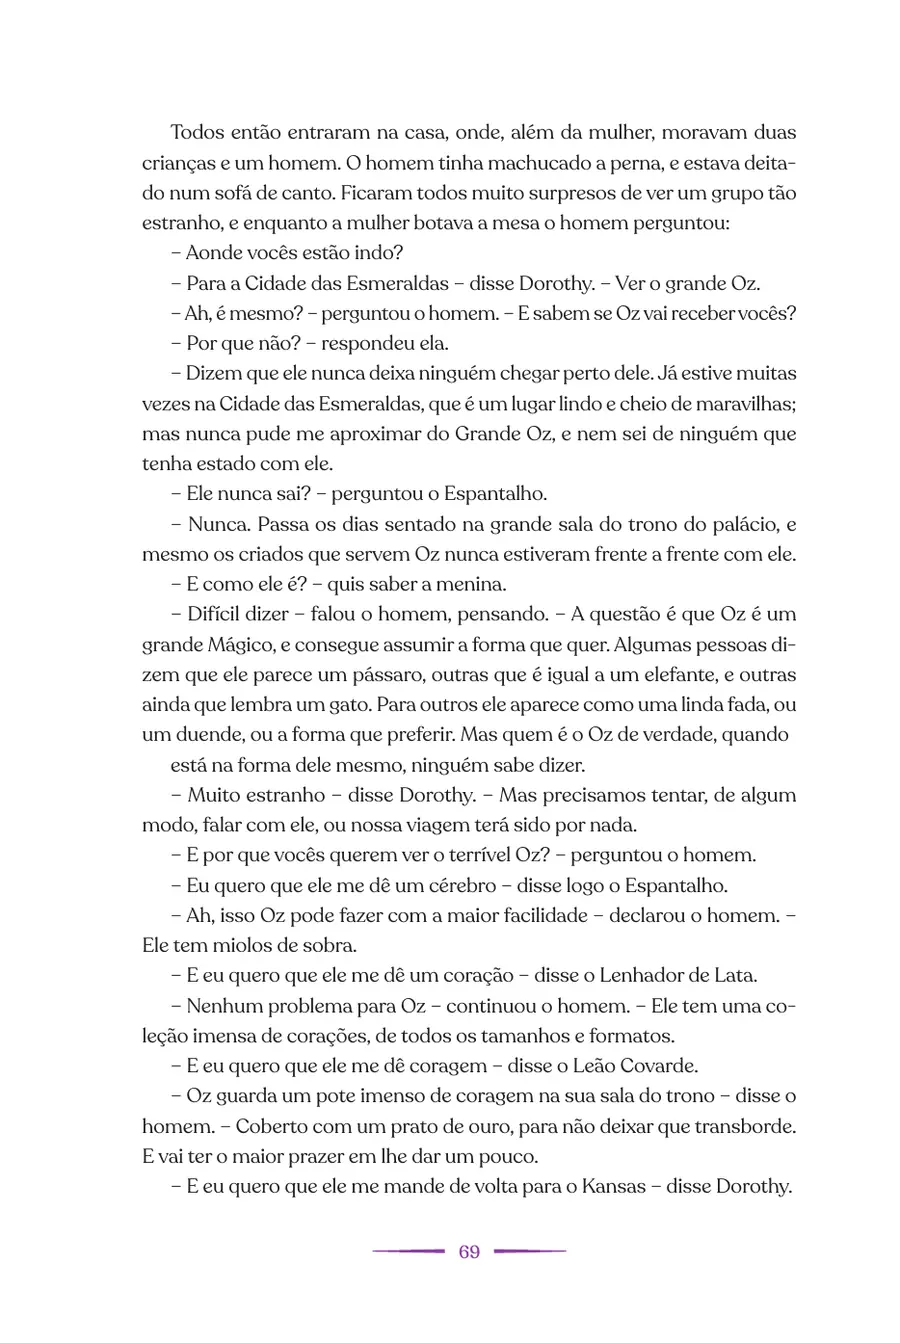 Todos então entraram na casa, onde, além da mulher, moravam duas
crianças e um homem. O homem tinha machucado a perna, e estava deita-
do num sofá de canto. Ficaram todos muito surpresos de ver um grupo tão
estranho, e enquanto a mulher botava a mesa o homem perguntou:
– Aonde vocês estão indo?
– Para a Cidade das Esmeraldas – disse Dorothy. – Ver o grande Oz.
– Ah, é mesmo? – perguntou o homem. – E sabem se Oz vai receber vocês?
– Por que não? – respondeu ela.
– Dizem que ele nunca deixa ninguém chegar perto dele. Já estive muitas
vezes na Cidade das Esmeraldas, que é um lugar lindo e cheio de maravilhas;
mas nunca pude me aproximar do Grande Oz, e nem sei de ninguém que
tenha estado com ele.
– Ele nunca sai? – perguntou o Espantalho.
– Nunca. Passa os dias sentado na grande sala do trono do palácio, e
mesmo os criados que servem Oz nunca estiveram frente a frente com ele.
– E como ele é? – quis saber a menina.
– Difícil dizer – falou o homem, pensando. – A questão é que Oz é um
grande Mágico, e consegue assumir a forma que quer. Algumas pessoas di-
zem que ele parece um pássaro, outras que é igual a um elefante, e outras
ainda que lembra um gato. Para outros ele aparece como uma linda fada, ou
um duende, ou a forma que preferir. Mas quem é o Oz de verdade, quando
está na forma dele mesmo, ninguém sabe dizer.
– Muito estranho – disse Dorothy. – Mas precisamos tentar, de algum
modo, falar com ele, ou nossa viagem terá sido por nada.
– E por que vocês querem ver o terrível Oz? – perguntou o homem.
– Eu quero que ele me dê um cérebro – disse logo o Espantalho.
– Ah, isso Oz pode fazer com a maior facilidade – declarou o homem. –
Ele tem miolos de sobra.
– E eu quero que ele me dê um coração – disse o Lenhador de Lata.
– Nenhum problema para Oz – continuou o homem. – Ele tem uma co-
leção imensa de corações, de todos os tamanhos e formatos.
– E eu quero que ele me dê coragem – disse o Leão Covarde.
– Oz guarda um pote imenso de coragem na sua sala do trono – disse o
homem. – Coberto com um prato de ouro, para não deixar que transborde.
E vai ter o maior prazer em lhe dar um pouco.
– E eu quero que ele me mande de volta para o Kansas – disse Dorothy.
69